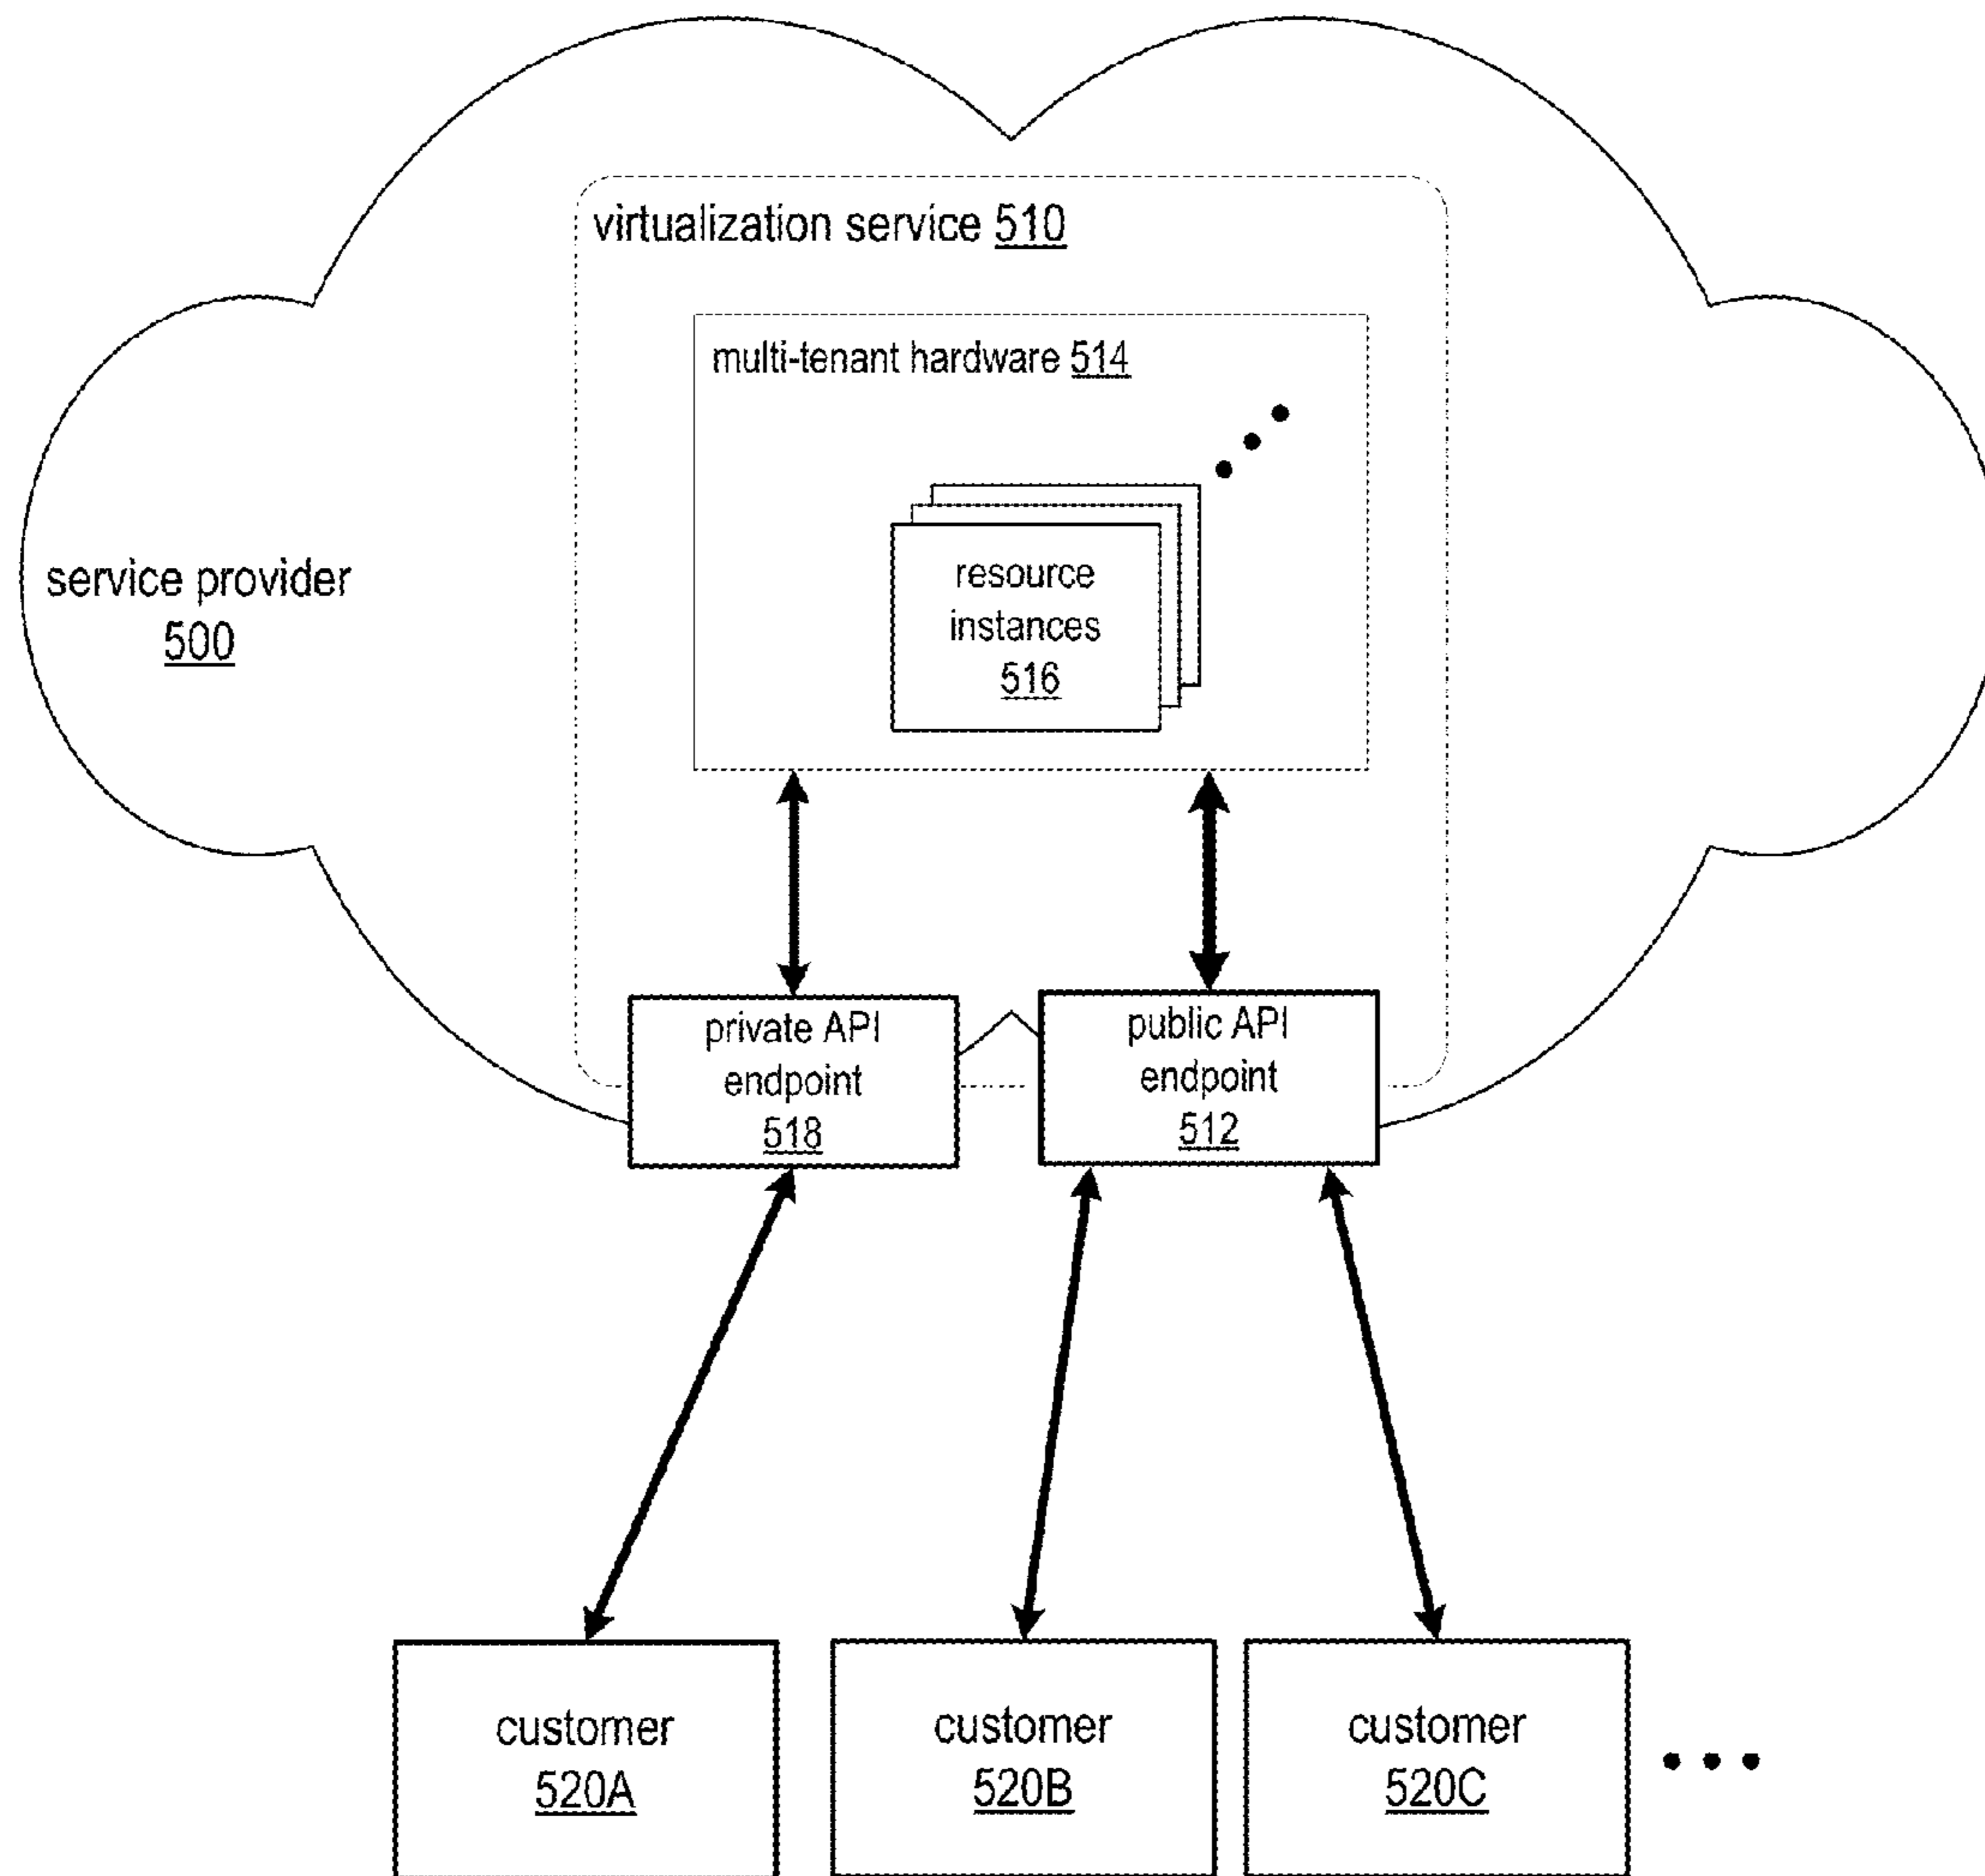 virtualization service 510
multi-tenant hardware 514
resource
instances
516
service provider
500
private API
endpoint
518
public API
endpoint
512
customer
520A
customer
520B
customer
520C